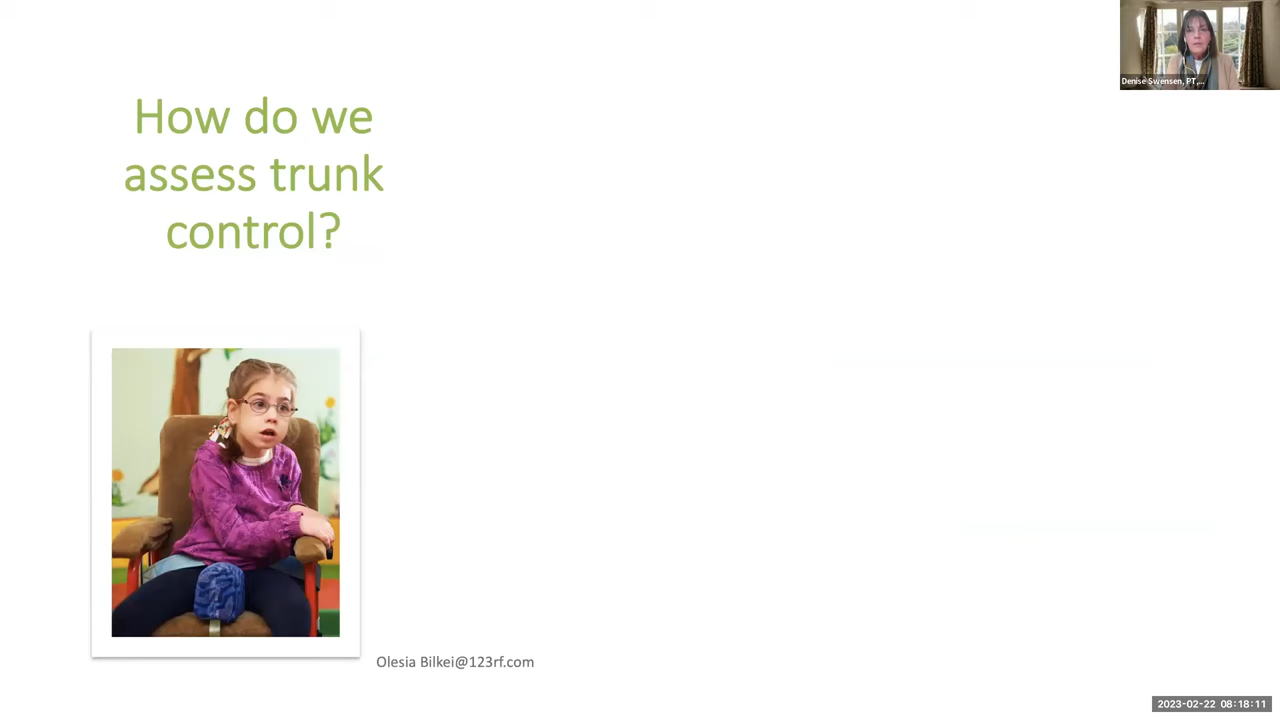 How do we
assess trunk
control?
Denise Swensen, PT,...
Olesia Bilkei@123rf.com
2023-02-22 08:18:11